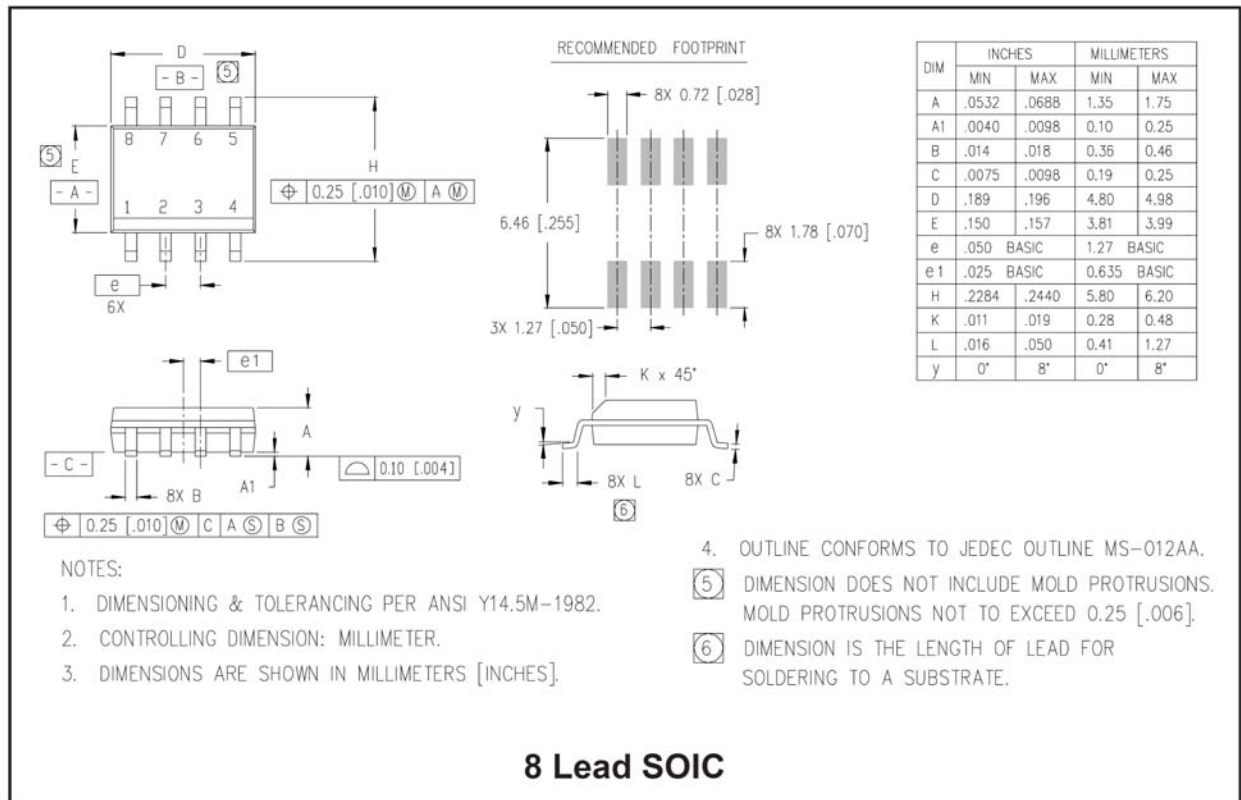 D
- B - 5
8 7 6 5
5 E
- A -
H
⌖ 0.25 [.010] Ⓜ A Ⓜ
1 2 3 4
e
6X
RECOMMENDED FOOTPRINT
8X 0.72 [.028]
6.46 [.255]
8X 1.78 [.070]
3X 1.27 [.050]
DIM INCHES MILLIMETERS
MIN MAX MIN MAX
A .0532 .0688 1.35 1.75
A1 .0040 .0098 0.10 0.25
B .014 .018 0.36 0.46
C .0075 .0098 0.19 0.25
D .189 .196 4.80 4.98
E .150 .157 3.81 3.99
e .050 BASIC 1.27 BASIC
e1 .025 BASIC 0.635 BASIC
H .2284 .2440 5.80 6.20
K .011 .019 0.28 0.48
L .016 .050 0.41 1.27
y 0° 8° 0° 8°
e1
A
- C -
A1
⌓ 0.10 [.004]
8X B
⌖ 0.25 [.010] Ⓜ C A Ⓢ B Ⓢ
K x 45°
y
8X L
6
8X C
NOTES:
1. DIMENSIONING & TOLERANCING PER ANSI Y14.5M-1982.
2. CONTROLLING DIMENSION: MILLIMETER.
3. DIMENSIONS ARE SHOWN IN MILLIMETERS [INCHES].
4. OUTLINE CONFORMS TO JEDEC OUTLINE MS-012AA.
5 DIMENSION DOES NOT INCLUDE MOLD PROTRUSIONS.
MOLD PROTRUSIONS NOT TO EXCEED 0.25 [.006].
6 DIMENSION IS THE LENGTH OF LEAD FOR
SOLDERING TO A SUBSTRATE.
8 Lead SOIC